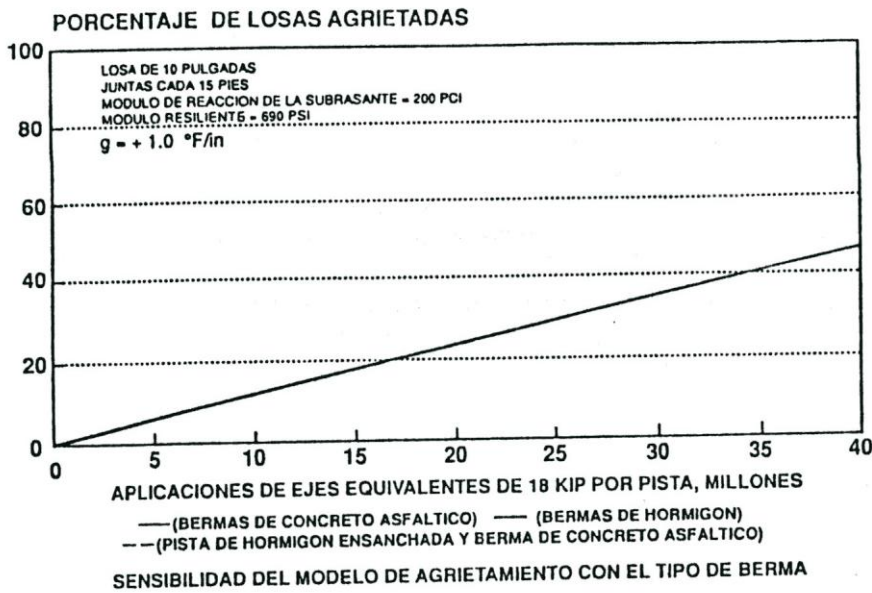 PORCENTAJE DE LOSAS AGRIETADAS
100
LOSA DE 10 PULGADAS
JUNTAS CADA 15 PIES
MODULO DE REACCION DE LA SUBRASANTE = 200 PCI
MODULO RESILIENTE = 690 PSI
g = + 1.0 °F/in
80
60
40
20
0
0 5 10 15 20 25 30 35 40
APLICACIONES DE EJES EQUIVALENTES DE 18 KIP POR PISTA, MILLONES
(BERMAS DE CONCRETO ASFALTICO) (BERMAS DE HORMIGON)
(PISTA DE HORMIGON ENSANCHADA Y BERMA DE CONCRETO ASFALTICO)
SENSIBILIDAD DEL MODELO DE AGRIETAMIENTO CON EL TIPO DE BERMA